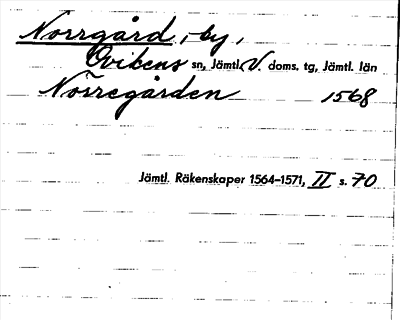 Norrgård, -by,
Ovikens sn, Jämtl. V. doms. tg, Jämtl. län
Norregården 1568
Jämtl. Räkenskaper 1564-1571, II s. 70